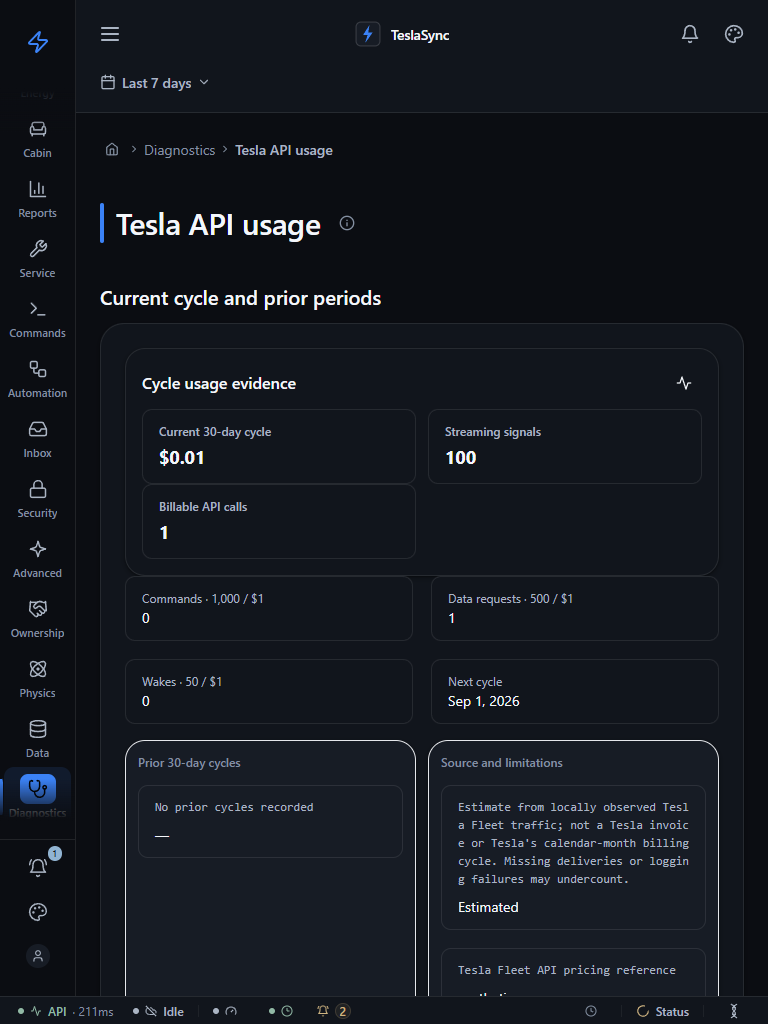 TeslaSync
Last 7 days
Energy
Cabin
Reports
Service
Commands
Automation
Inbox
Security
Advanced
Ownership
Physics
Data
Diagnostics
1
Diagnostics
Tesla API usage
Tesla API usage
Current cycle and prior periods
Cycle usage evidence
Current 30-day cycle
$0.01
Streaming signals
100
Billable API calls
1
Commands · 1,000 / $1
0
Data requests · 500 / $1
1
Wakes · 50 / $1
0
Next cycle
Sep 1, 2026
Prior 30-day cycles
No prior cycles recorded
—
Source and limitations
Estimate from locally observed Tesl
a Fleet traffic; not a Tesla invoic
e or Tesla's calendar-month billing
cycle. Missing deliveries or loggin
g failures may undercount.
Estimated
Tesla Fleet API pricing reference
API · 211ms
Idle
2
Status